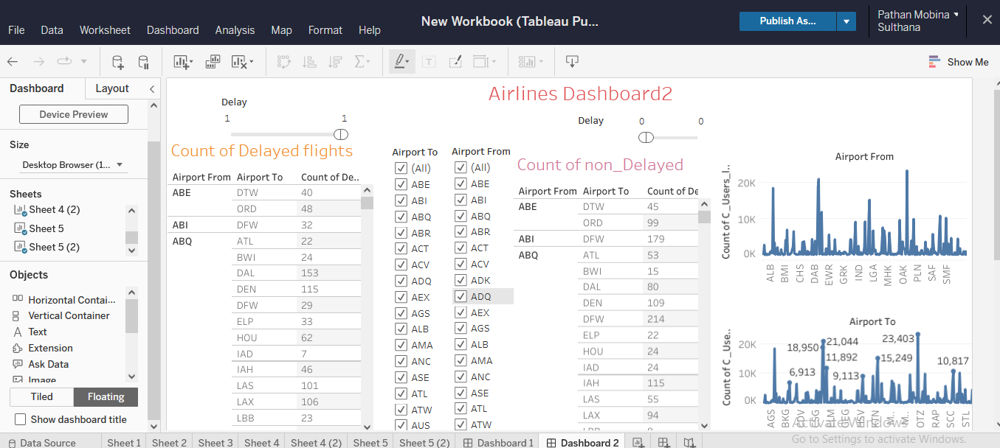 New Workbook (Tableau Pu...
Publish As...
Pathan Mobina
Sulthana
File Data Worksheet Dashboard Analysis Map Format Help
Show Me
Dashboard Layout
Device Preview
Size
Desktop Browser (1...
Sheets
Sheet 4 (2)
Sheet 5
Sheet 5 (2)
Objects
Horizontal Contai...
Vertical Container
Text
Extension
Ask Data
Image
Tiled Floating
Show dashboard title
Airlines Dashboard2
Delay
1 1
Count of Delayed flights
Airport From Airport To Count of De..
ABE DTW 40
ORD 48
ABI DFW 32
ABQ ATL 22
BWI 24
DAL 153
DEN 115
DFW 29
ELP 33
HOU 62
IAD 7
IAH 46
LAS 101
LAX 106
LBB 23
Airport To
(All)
ABE
ABI
ABQ
ABR
ACT
ACV
ADQ
AEX
AGS
ALB
AMA
ANC
ASE
ATL
ATW
AUS
Airport From
(All)
ABE
ABI
ABQ
ABR
ACT
ACV
ADK
ADQ
AEX
AGS
ALB
AMA
ANC
ASE
ATL
ATW
Delay
0 0
Count of non_Delayed
Airport From Airport To Count of De
ABE DTW 45
ORD 99
ABI DFW 179
ABQ ATL 53
BWI 15
DAL 80
DEN 109
DFW 214
ELP 22
HOU 24
IAD 24
IAH 115
LAS 55
LAX 94
Airport From
Count of C_Users_I..
20K
10K
0K
ALB BMI CHS DAB EWR GRK IND LGA MHK OAK PLN SAF SMF
Airport To
Count of C_Use..
20K
10K
0K
18,950 21,044 23,403
11,892 15,249
6,913 9,113 10,817
AGS BKG OTZ RAP SCC STL
Activate Windows
Go to Settings to activate Windows.
Data Source Sheet 1 Sheet 2 Sheet 3 Sheet 4 Sheet 4 (2) Sheet 5 Sheet 5 (2) Dashboard 1 Dashboard 2